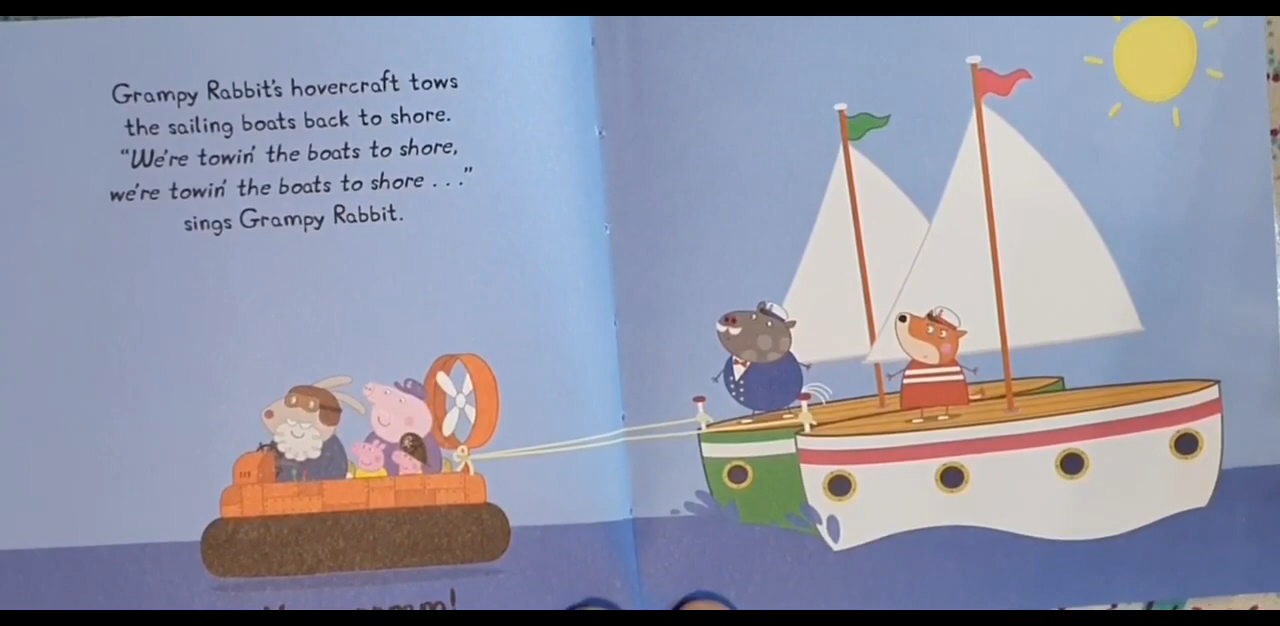 Grampy Rabbit's hovercraft tows
the sailing boats back to shore.
"We're towin' the boats to shore,
we're towin' the boats to shore . . ."
sings Grampy Rabbit.